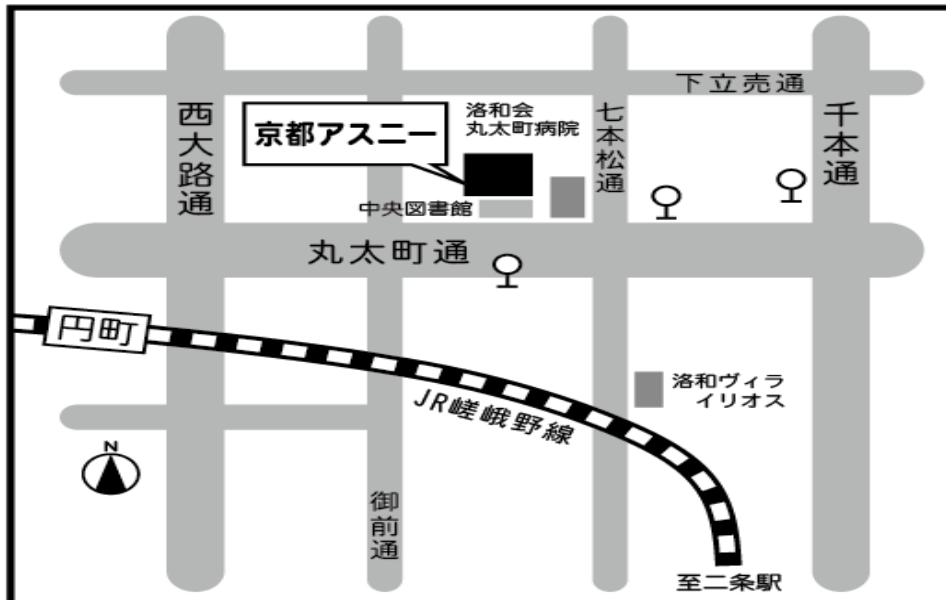 下立売通
西大路通
京都アスニー
洛和会
丸太町病院
七本松通
千本通
中央図書館
丸太町通
円町
JR嵯峨野線
洛和ヴィラ
イリオス
N
御前通
至二条駅